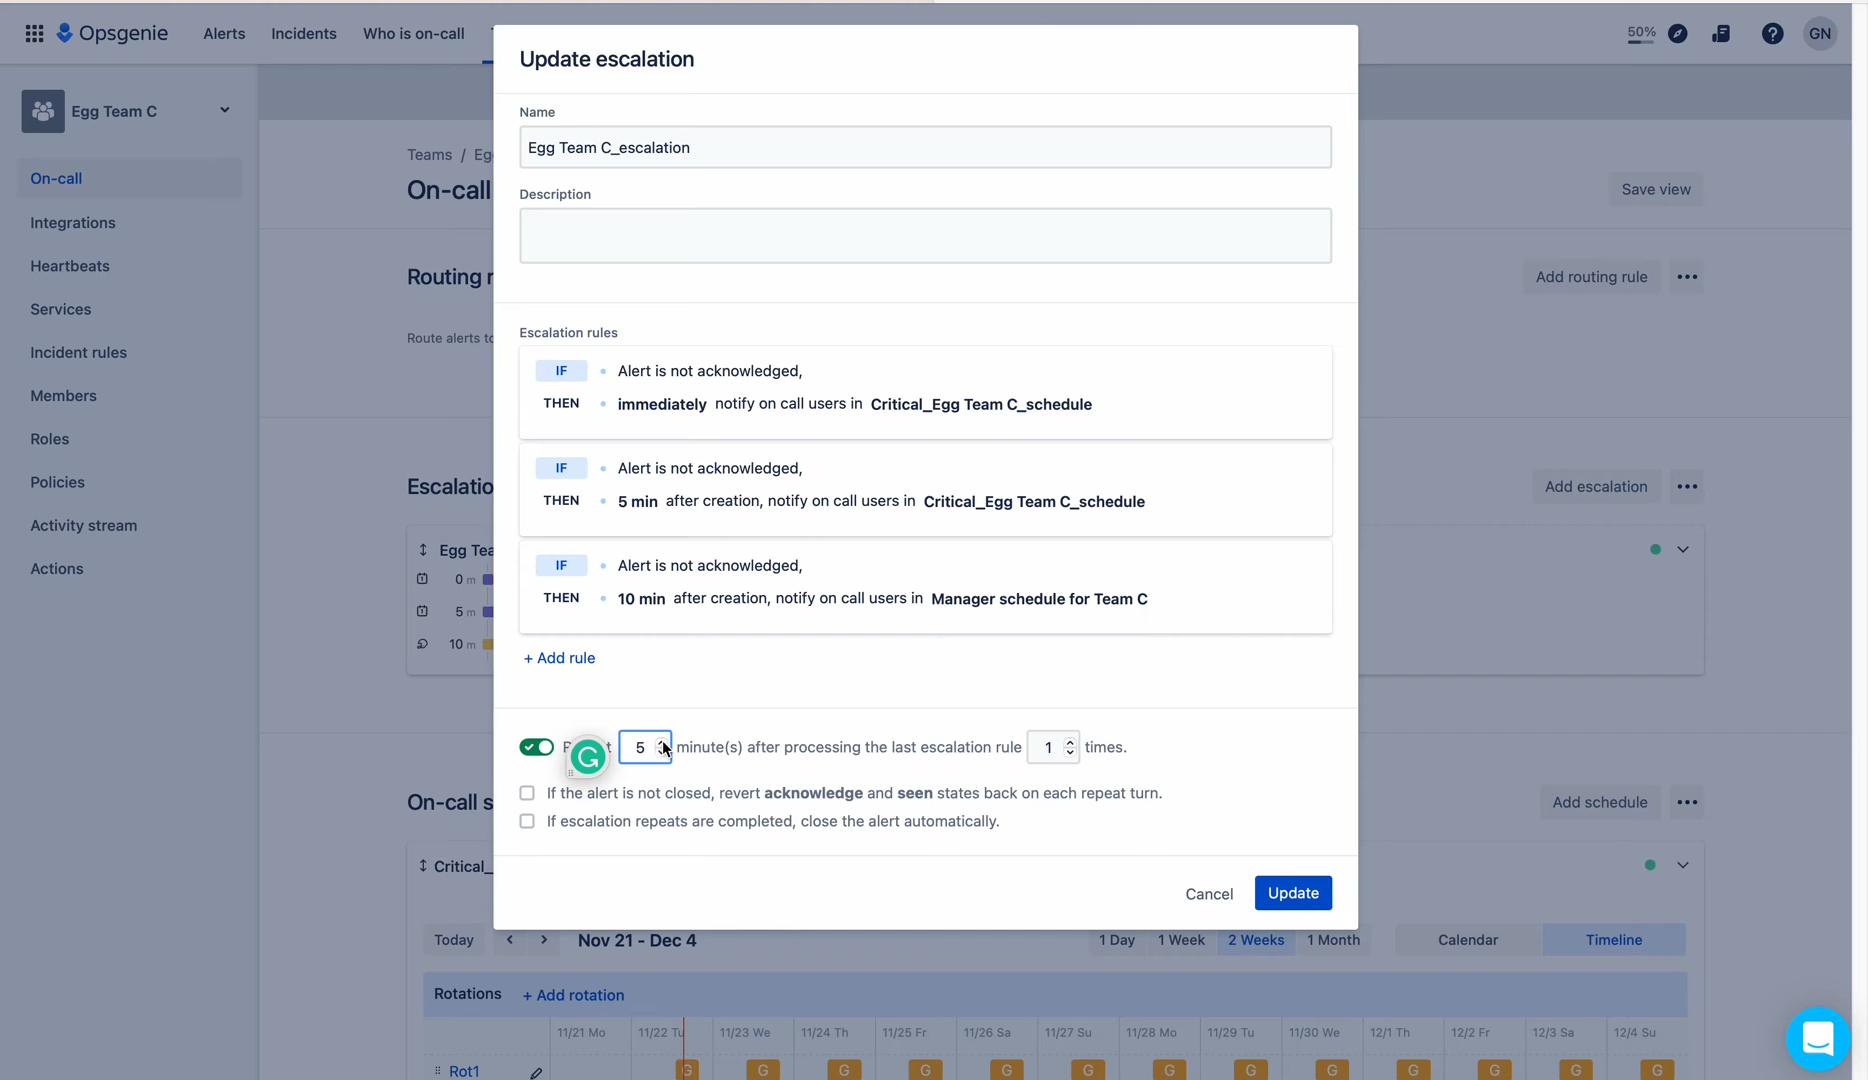 Opsgenie Alerts Incidents Who is on-call 50% GN
Update escalation
Egg Team C
Name
Egg Team C_escalation
Teams / Eg
On-call
Save view
Description
On-call
Integrations
Heartbeats
Services
Incident rules
Members
Roles
Policies
Activity stream
Actions
Routing r
Add routing rule
Route alerts to
Escalation rules
IF Alert is not acknowledged,
THEN immediately notify on call users in Critical_Egg Team C_schedule
IF Alert is not acknowledged,
THEN 5 min after creation, notify on call users in Critical_Egg Team C_schedule
IF Alert is not acknowledged,
THEN 10 min after creation, notify on call users in Manager schedule for Team C
+ Add rule
Escalatio
Add escalation
Egg Tea
0 m
5 m
10 m
5 minute(s) after processing the last escalation rule 1 times.
If the alert is not closed, revert acknowledge and seen states back on each repeat turn.
If escalation repeats are completed, close the alert automatically.
Cancel Update
On-call s
Add schedule
Critical_
Today Nov 21 - Dec 4 1 Day 1 Week 2 Weeks 1 Month Calendar Timeline
Rotations + Add rotation
11/21 Mo 11/22 Tu 11/23 We 11/24 Th 11/25 Fr 11/26 Sa 11/27 Su 11/28 Mo 11/29 Tu 11/30 We 12/1 Th 12/2 Fr 12/3 Sa 12/4 Su
Rot1 G G G G G G G G G G G G G